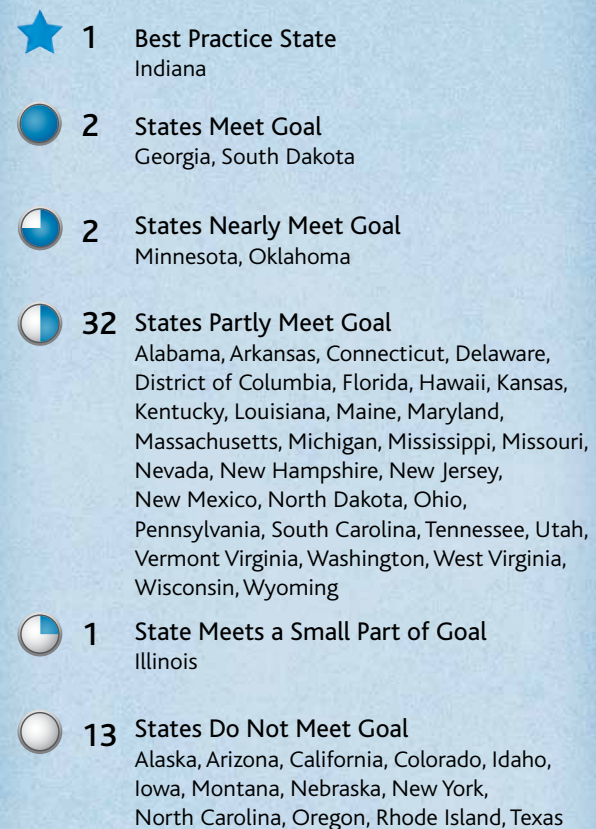 1 Best Practice State
Indiana
2 States Meet Goal
Georgia, South Dakota
2 States Nearly Meet Goal
Minnesota, Oklahoma
32 States Partly Meet Goal
Alabama, Arkansas, Connecticut, Delaware,
District of Columbia, Florida, Hawaii, Kansas,
Kentucky, Louisiana, Maine, Maryland,
Massachusetts, Michigan, Mississippi, Missouri,
Nevada, New Hampshire, New Jersey,
New Mexico, North Dakota, Ohio,
Pennsylvania, South Carolina, Tennessee, Utah,
Vermont Virginia, Washington, West Virginia,
Wisconsin, Wyoming
1 State Meets a Small Part of Goal
Illinois
13 States Do Not Meet Goal
Alaska, Arizona, California, Colorado, Idaho,
Iowa, Montana, Nebraska, New York,
North Carolina, Oregon, Rhode Island, Texas